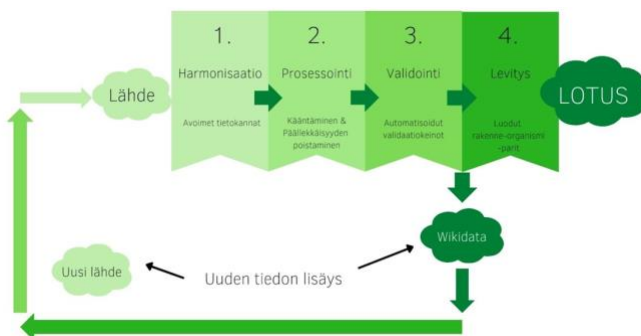 1.
2.
3.
4.
Lähde
Harmonisaatio
Prosessointi
Validointi
Levitys
LOTUS
Avoimet tietokannat
Kääntäminen &
Päällekkäisyyden
poistaminen
Automatisoidut
validaatiokeinot
Luodut
rakenne-organismi
-parit
Wikidata
Uusi lähde
Uuden tiedon lisäys